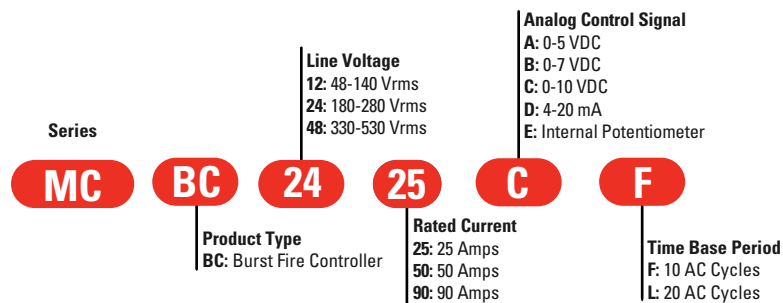 Analog Control Signal
A: 0-5 VDC
B: 0-7 VDC
C: 0-10 VDC
D: 4-20 mA
E: Internal Potentiometer
Line Voltage
12: 48-140 Vrms
24: 180-280 Vrms
48: 330-530 Vrms
Series
MC BC 24 25 C F
Product Type
BC: Burst Fire Controller
Rated Current
25: 25 Amps
50: 50 Amps
90: 90 Amps
Time Base Period
F: 10 AC Cycles
L: 20 AC Cycles